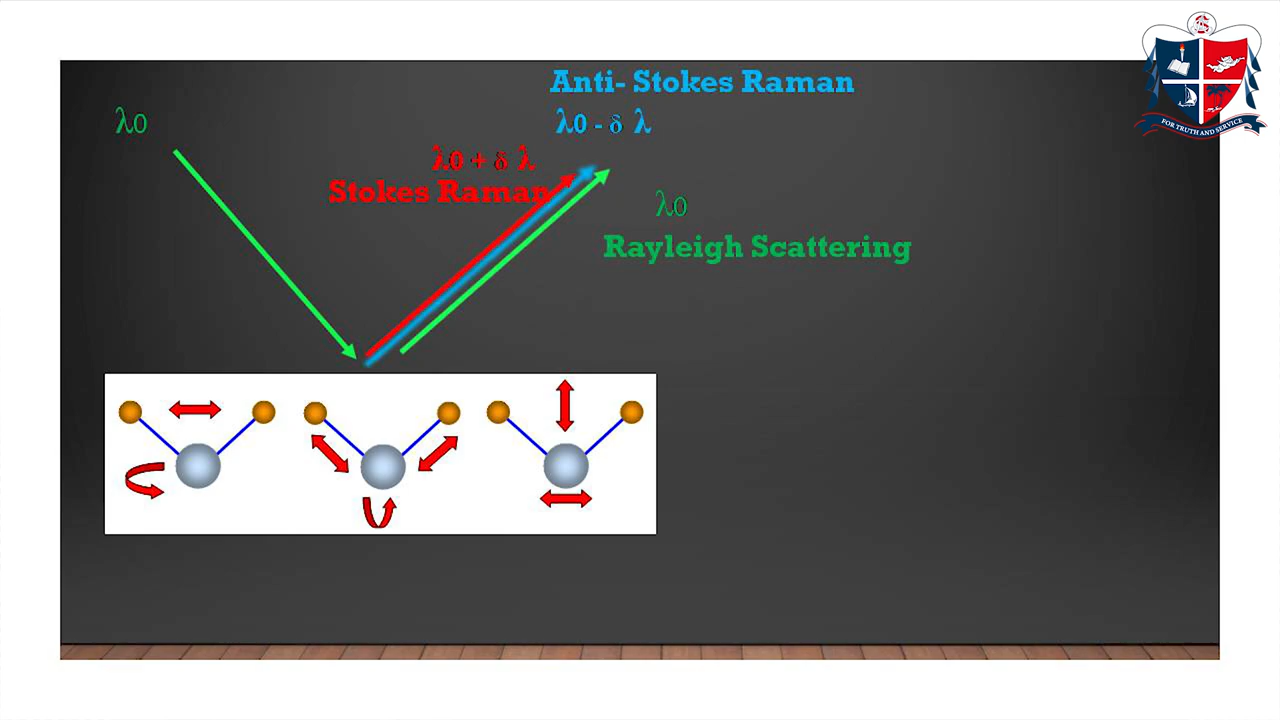 Anti- Stokes Raman
λ0 - δ λ
λ0
λ0 + δ λ
Stokes Raman
λ0
Rayleigh Scattering
FOR TRUTH AND SERVICE